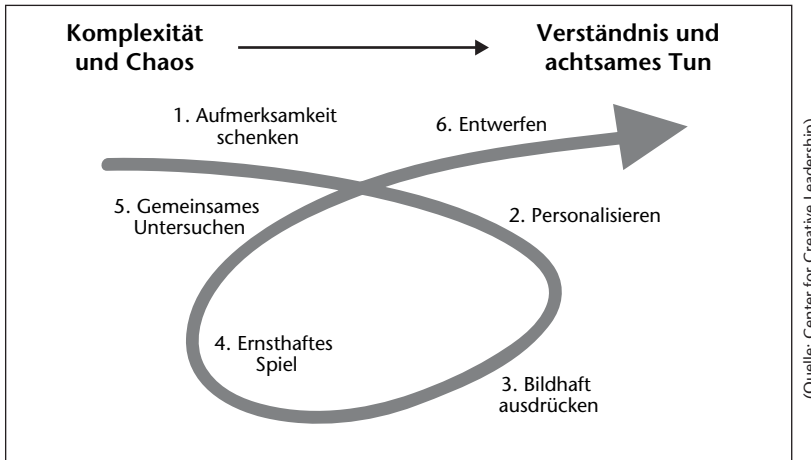 Komplexität
und Chaos
Verständnis und
achtsames Tun
1. Aufmerksamkeit
schenken
6. Entwerfen
5. Gemeinsames
Untersuchen
2. Personalisieren
4. Ernsthaftes
Spiel
3. Bildhaft
ausdrücken
(Quelle: Center for Creative Leadership)